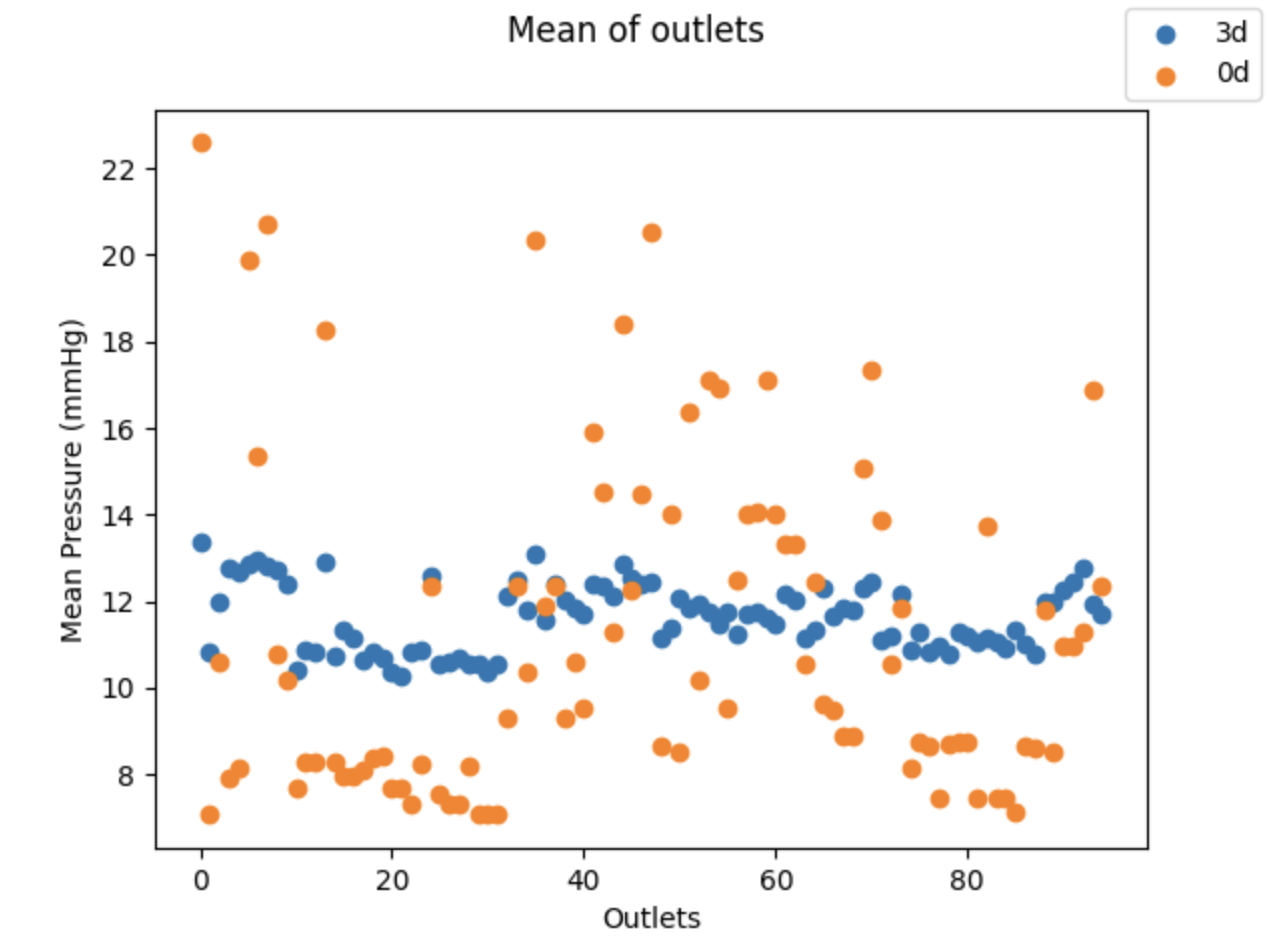 Mean of outlets
3d
0d
22
20
18
16
14
12
10
8
Mean Pressure (mmHg)
0 20 40 60 80
Outlets